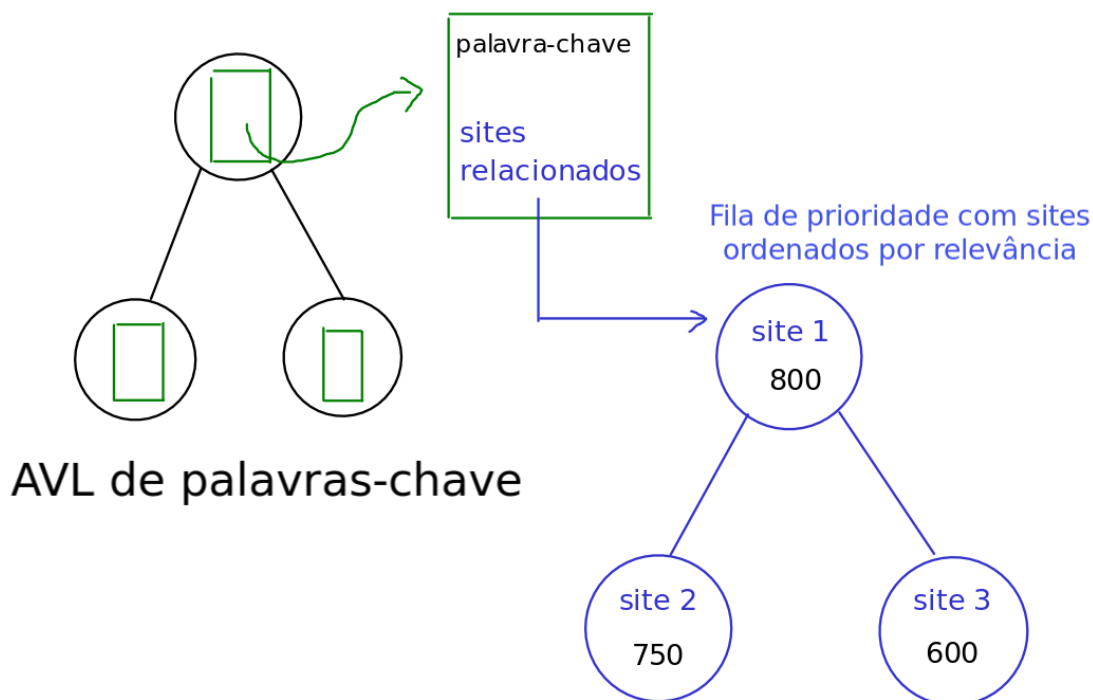 palavra-chave
sites
relacionados
Fila de prioridade com sites
ordenados por relevância
site 1
800
AVL de palavras-chave
site 2
750
site 3
600